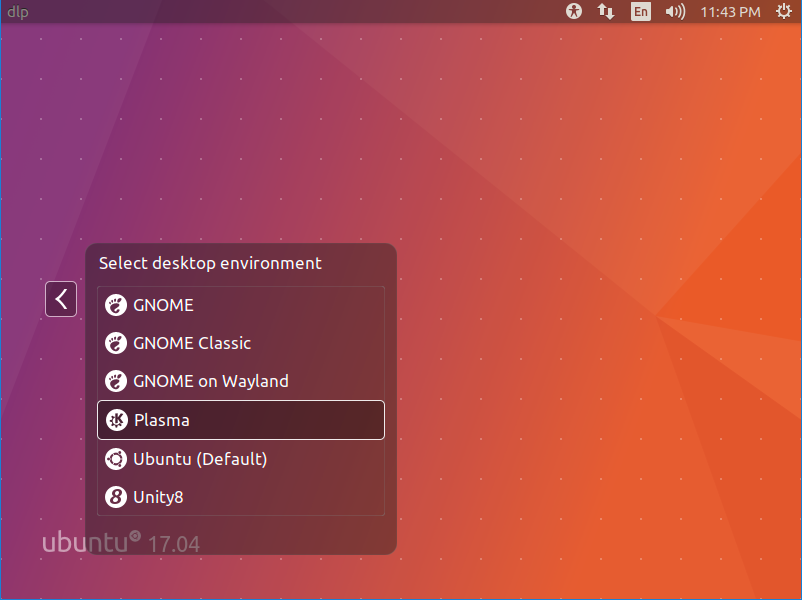 dlp
En
11:43 PM
Select desktop environment
GNOME
GNOME Classic
GNOME on Wayland
Plasma
Ubuntu (Default)
Unity8
ubuntu® 17.04